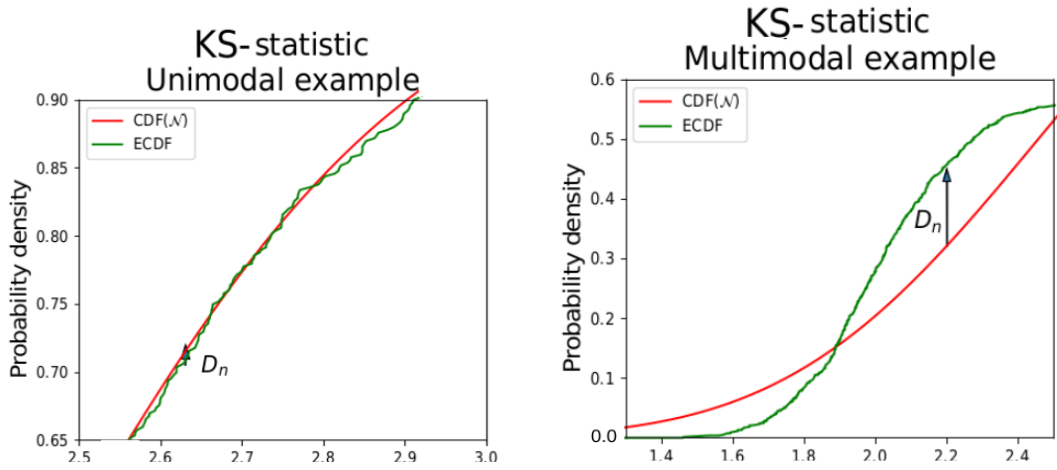 KS-statistic
Unimodal example
CDF(𝒩)
ECDF
Probability density
0.90
0.85
0.80
0.75
0.70
0.65
D_n
2.5 2.6 2.7 2.8 2.9 3.0
KS-statistic
Multimodal example
CDF(𝒩)
ECDF
Probability density
0.6
0.5
0.4
0.3
0.2
0.1
0.0
D_n
1.4 1.6 1.8 2.0 2.2 2.4